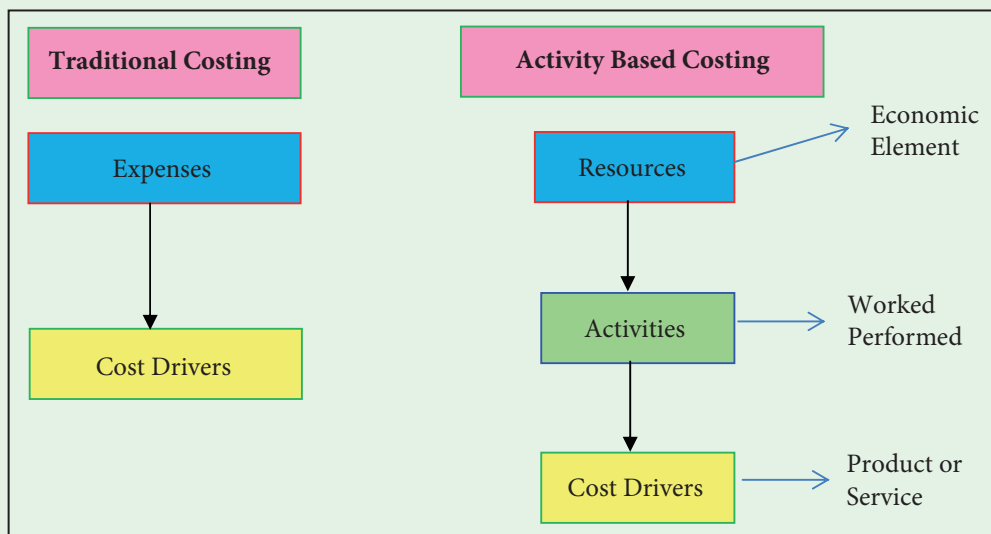 Traditional Costing
Expenses
Cost Drivers
Activity Based Costing
Resources
Economic
Element
Activities
Worked
Performed
Cost Drivers
Product or
Service